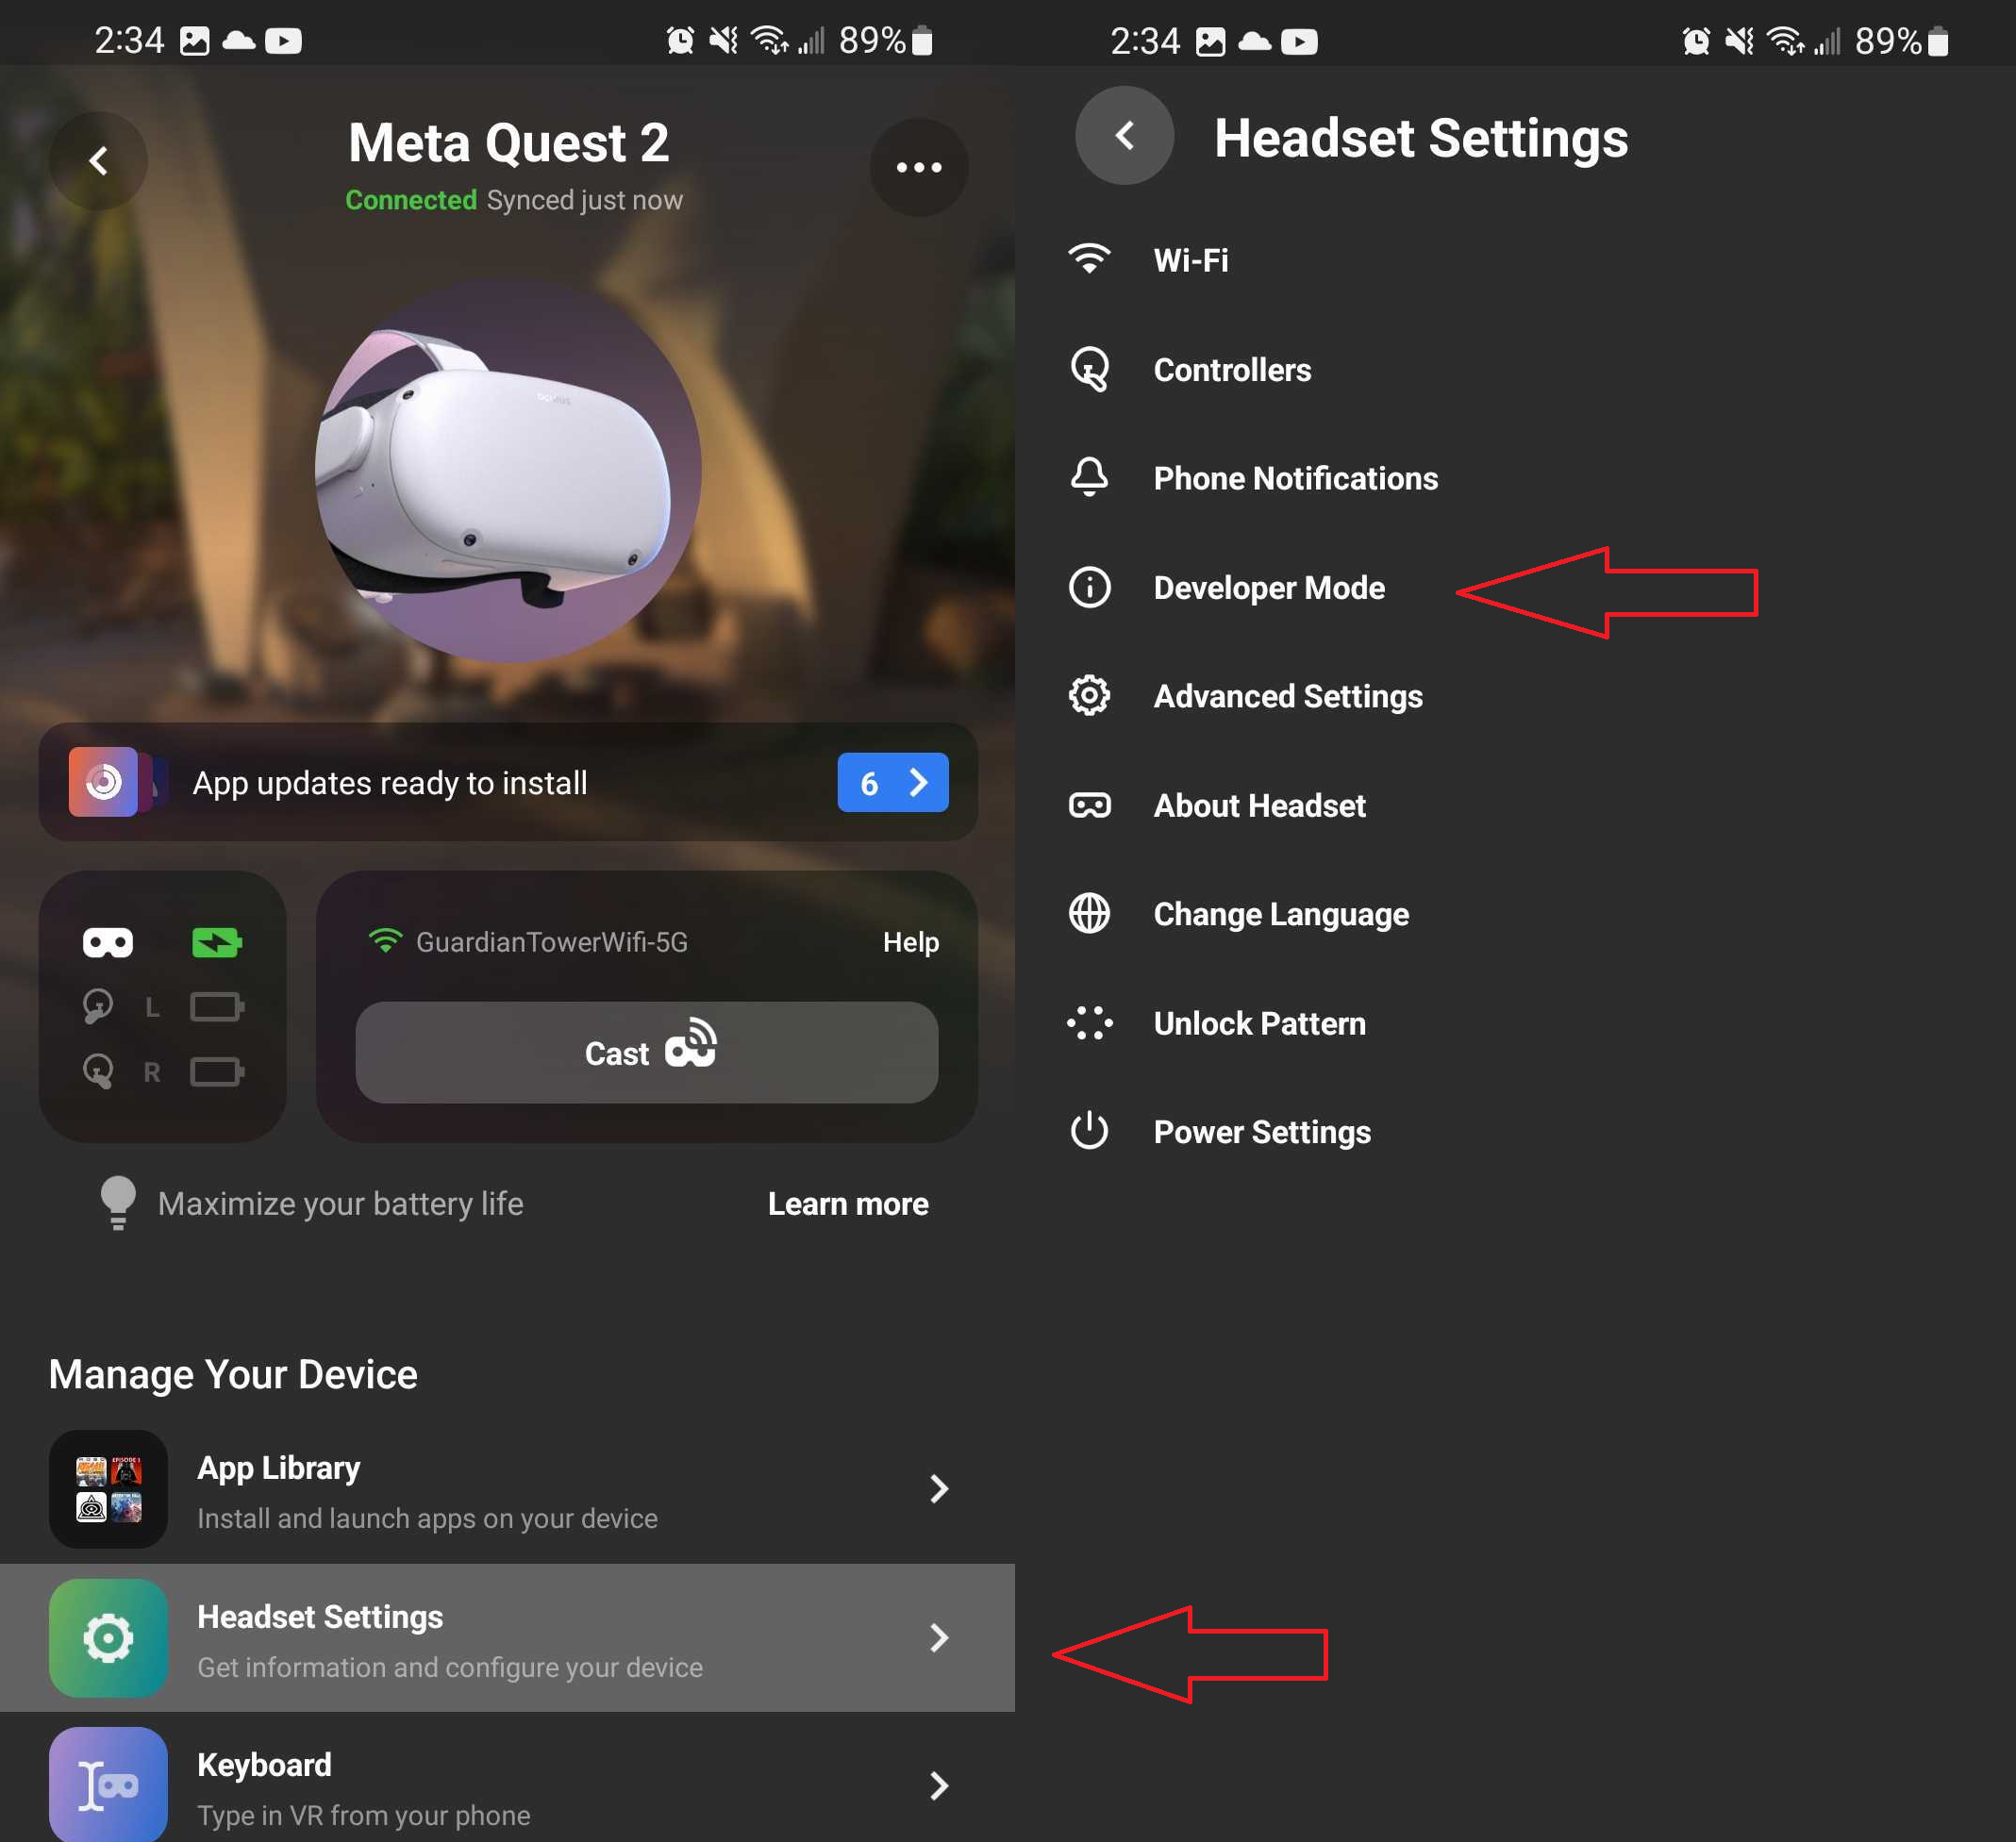 2:34
89%
Meta Quest 2
Connected Synced just now
App updates ready to install
6
GuardianTowerWifi-5G
Help
L
R
Cast
Maximize your battery life
Learn more
Manage Your Device
App Library
Install and launch apps on your device
Headset Settings
Get information and configure your device
Keyboard
Type in VR from your phone
2:34
89%
Headset Settings
Wi-Fi
Controllers
Phone Notifications
Developer Mode
Advanced Settings
About Headset
Change Language
Unlock Pattern
Power Settings